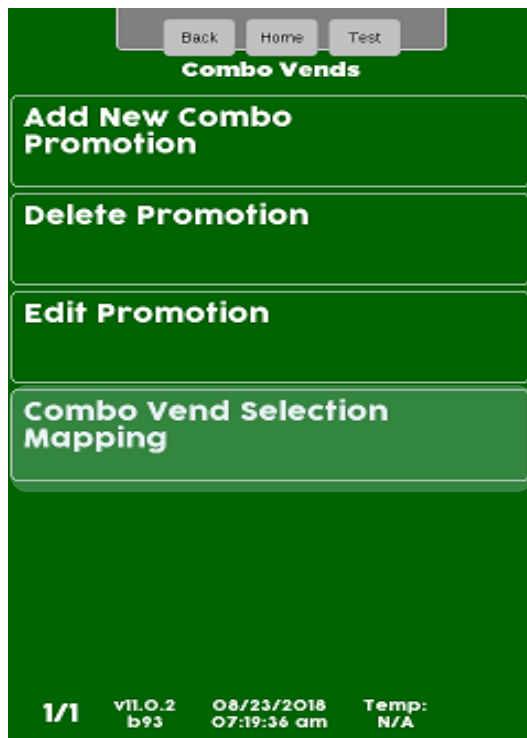 Back Home Test
Combo Vends
Add New Combo
Promotion
Delete Promotion
Edit Promotion
Combo Vend Selection
Mapping
1/1 v11.0.2 08/23/2018 Temp:
b93 07:19:36 am N/A